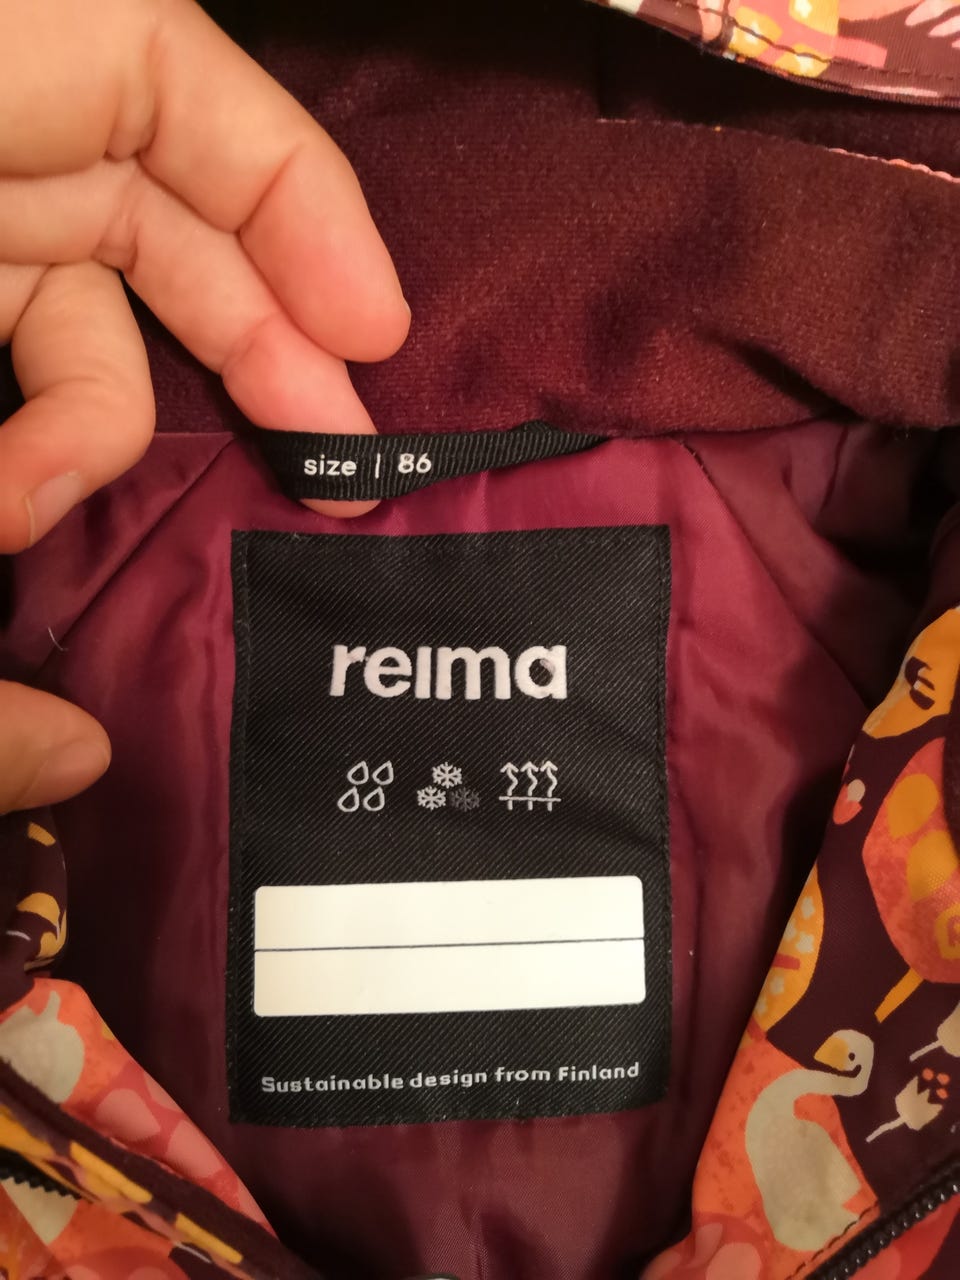 size | 86
reima
Sustainable design from Finland